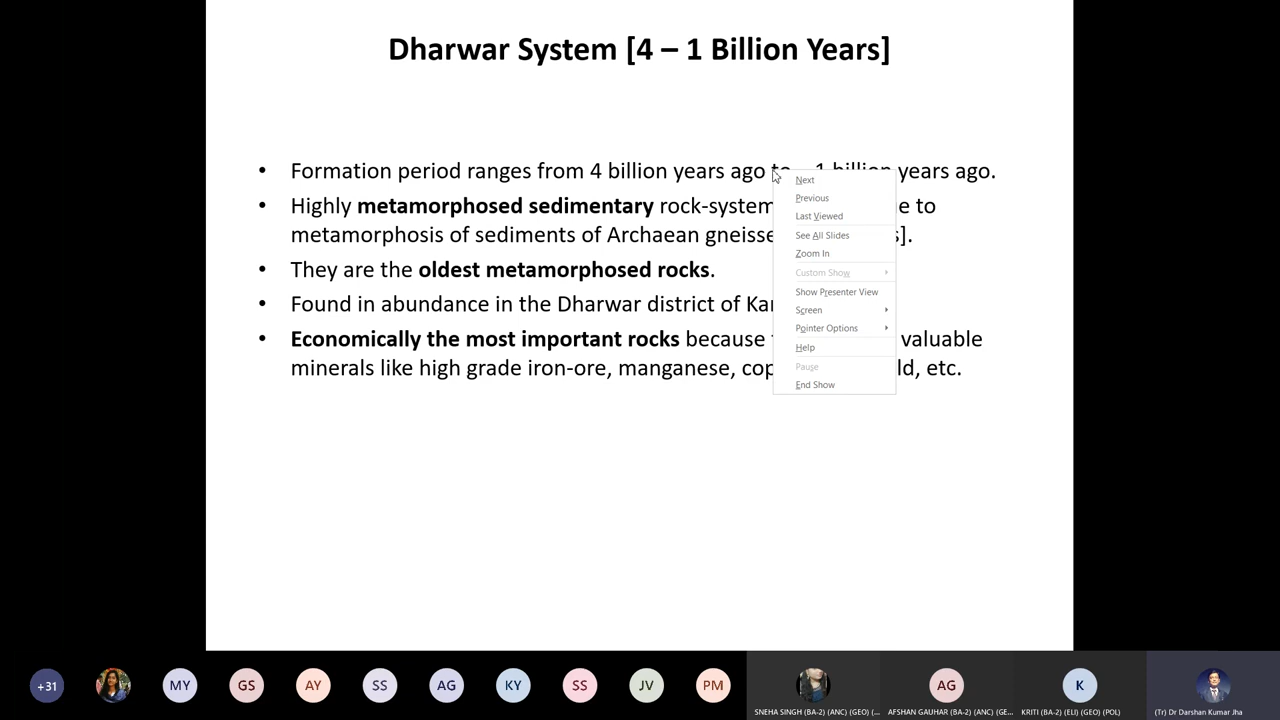 Dharwar System [4 – 1 Billion Years]
• Formation period ranges from 4 billion years ago to – 1 billion years ago.
• Highly metamorphosed sedimentary rock-system e to
metamorphosis of sediments of Archaean gneisse s].
• They are the oldest metamorphosed rocks.
• Found in abundance in the Dharwar district of Kar
• Economically the most important rocks because valuable
minerals like high grade iron-ore, manganese, cop ld, etc.
Next
Previous
Last Viewed
See All Slides
Zoom In
Custom Show
Show Presenter View
Screen
Pointer Options
Help
Pause
End Show
+31
MY
GS
AY
SS
AG
KY
SS
JV
PM
AG
K
SNEHA SINGH (BA-2) (ANC) (GEO) (...
AFSHAN GAUHAR (BA-2) (ANC) (GE...
KRITI (BA-2) (ELI) (GEO) (POL)
(Tr) Dr Darshan Kumar Jha